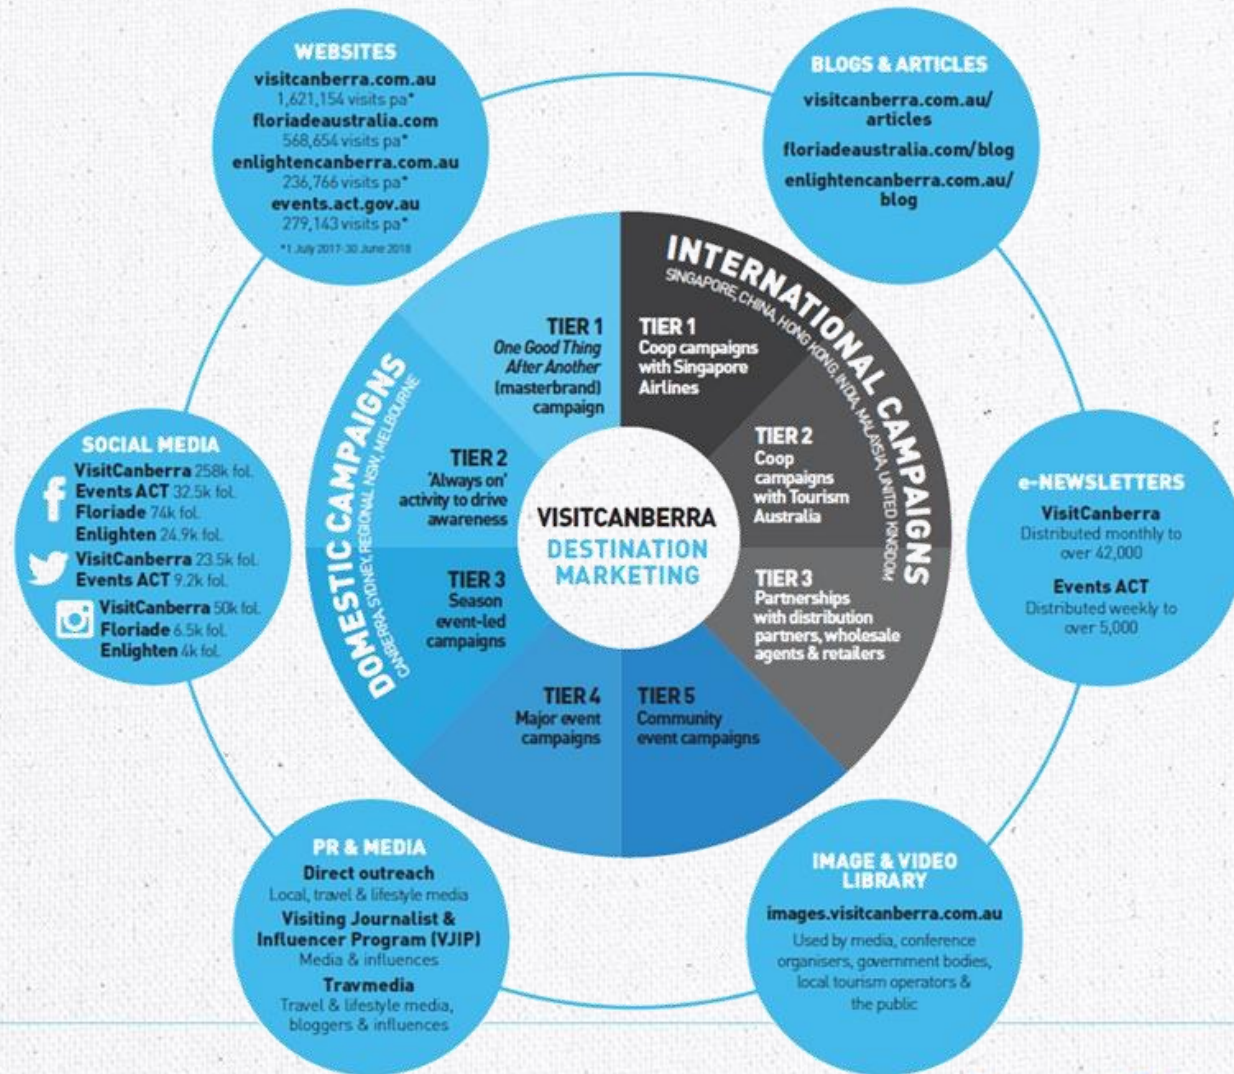 WEBSITES
visitcanberra.com.au
1,621,154 visits pa*
floriadeaustralia.com
568,654 visits pa*
enlightencanberra.com.au
236,766 visits pa*
events.act.gov.au
279,143 visits pa*
*1 July 2017-30 June 2018
BLOGS & ARTICLES
visitcanberra.com.au/
articles
floriadeaustralia.com/blog
enlightencanberra.com.au/
blog
INTERNATIONAL CAMPAIGNS
SINGAPORE, CHINA, HONG KONG, INDIA, MALAYSIA, UNITED KINGDOM
TIER 1
Coop campaigns
with Singapore
Airlines
TIER 2
Coop
campaigns
with Tourism
Australia
TIER 3
Partnerships
with distribution
partners, wholesale
agents & retailers
DOMESTIC CAMPAIGNS
CANBERRA SYDNEY, REGIONAL NSW, MELBOURNE
TIER 1
One Good Thing
After Another
(masterbrand)
campaign
TIER 2
'Always on'
activity to drive
awareness
TIER 3
Season
event-led
campaigns
TIER 4
Major event
campaigns
TIER 5
Community
event campaigns
VISITCANBERRA
DESTINATION
MARKETING
SOCIAL MEDIA
VisitCanberra 258k fol.
Events ACT 32.5k fol.
Floriade 74k fol.
Enlighten 24.9k fol.
VisitCanberra 23.5k fol.
Events ACT 9.2k fol.
VisitCanberra 50k fol.
Floriade 6.5k fol.
Enlighten 4k fol.
e-NEWSLETTERS
VisitCanberra
Distributed monthly to
over 42,000
Events ACT
Distributed weekly to
over 5,000
PR & MEDIA
Direct outreach
Local, travel & lifestyle media
Visiting Journalist &
Influencer Program (VJIP)
Media & influences
Travmedia
Travel & lifestyle media,
bloggers & influences
IMAGE & VIDEO
LIBRARY
images.visitcanberra.com.au
Used by media, conference
organisers, government bodies,
local tourism operators &
the public